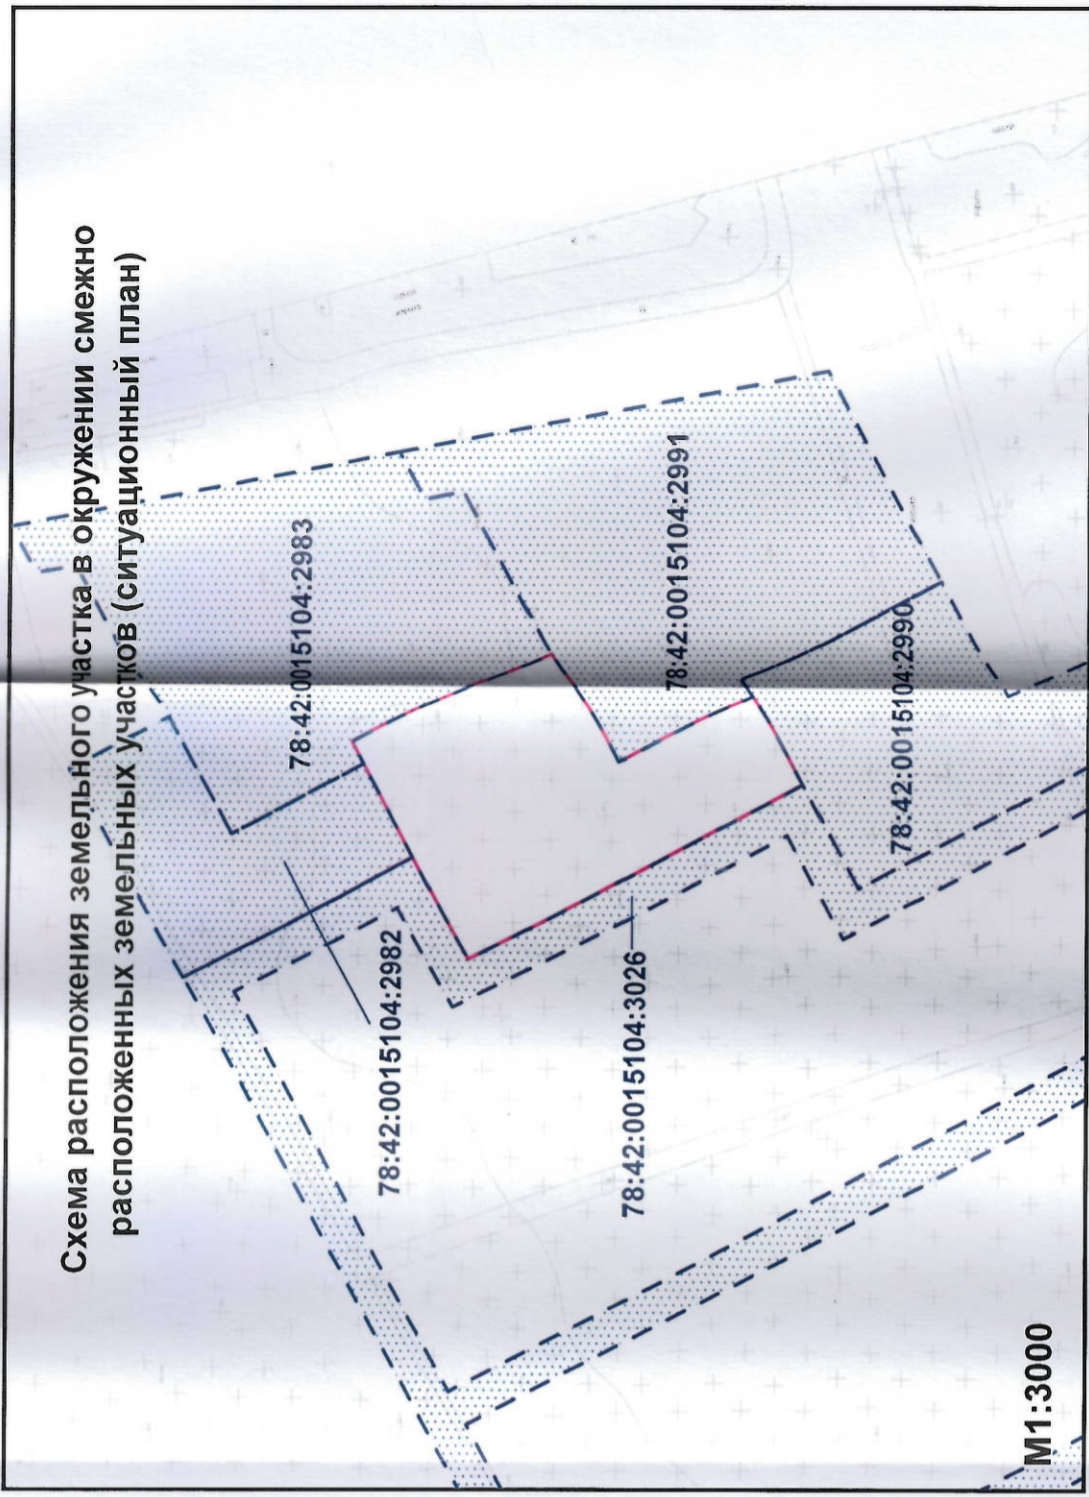 Схема расположения земельного участка в окружении смежно
расположенных земельных участков (ситуационный план)
78:42:0015104:2983
78:42:0015104:2991
78:42:0015104:2982
78:42:0015104:2990
78:42:0015104:3026
М1:3000